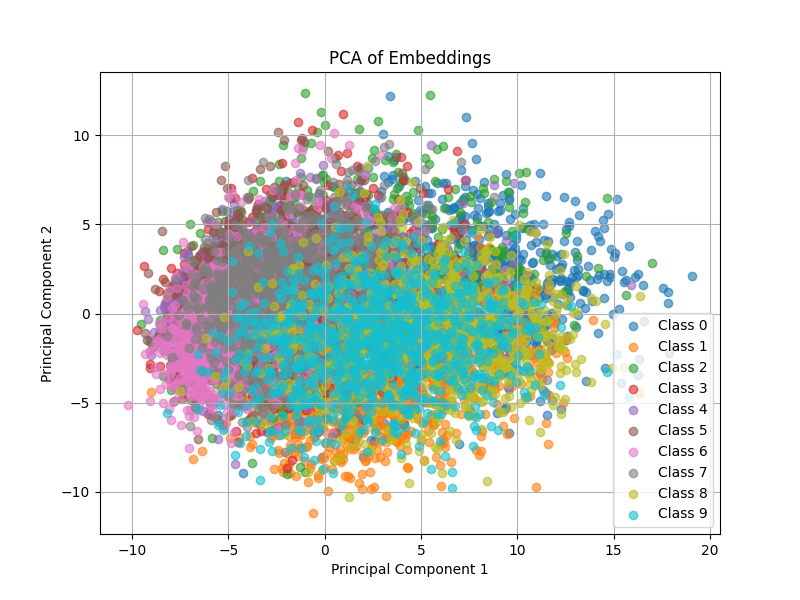 PCA of Embeddings
Principal Component 2
10
5
0
−5
−10
−10
−5
0
5
10
15
20
Principal Component 1
Class 0
Class 1
Class 2
Class 3
Class 4
Class 5
Class 6
Class 7
Class 8
Class 9